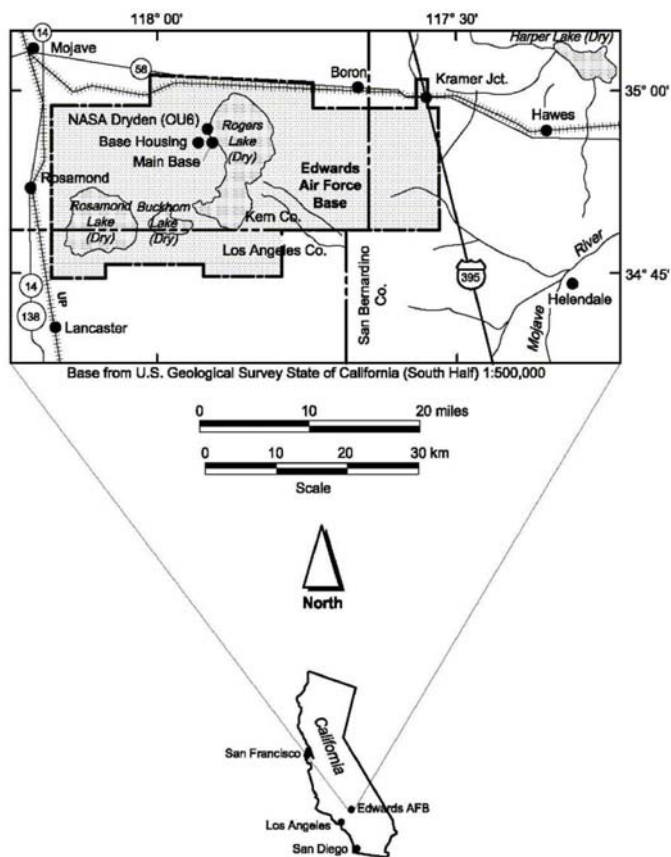 118° 00'
117° 30'
14
Mojave
Harper Lake (Dry)
58
Boron
Kramer Jct.
35° 00'
NASA Dryden (OU6)
Rogers
Lake
(Dry)
Hawes
Base Housing
Main Base
Edwards
Air Force
Base
Rosamond
Rosamond
Lake
(Dry)
Buckhorn
Lake
(Dry)
Kern Co.
Los Angeles Co.
River
34° 45'
14
138
UP
San Bernardino
Co.
395
Helendale
Lancaster
Mojave
Base from U.S. Geological Survey State of California (South Half) 1:500,000
0 10 20 miles
0 10 20 30 km
Scale
North
California
San Francisco
Edwards AFB
Los Angeles
San Diego